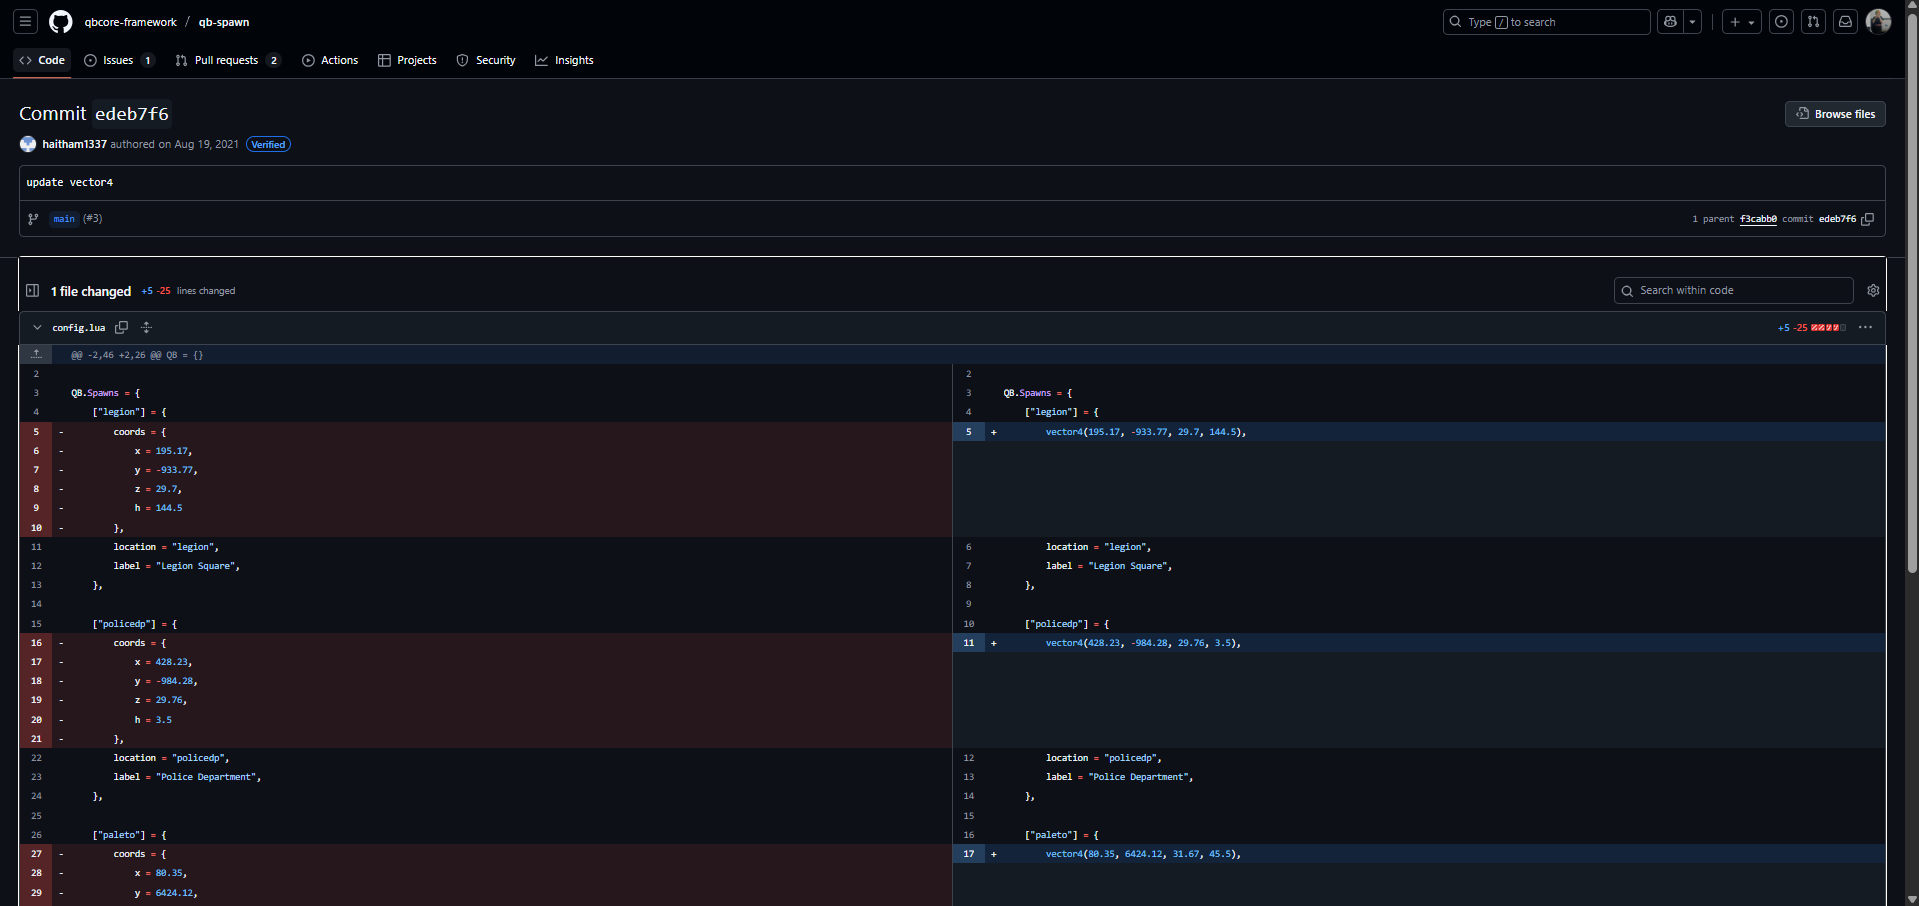 qbcore-framework / qb-spawn
Type / to search
Code
Issues 1
Pull requests 2
Actions
Projects
Security
Insights
Commit edeb7f6
Browse files
haitham1337 authored on Aug 19, 2021 Verified
update vector4
main (#3)
1 parent f3cabb0 commit edeb7f6
1 file changed +5 -25 lines changed
Search within code
config.lua
+5 -25
@@ -2,46 +2,26 @@ QB = {}
2
3 QB.Spawns = {
4 ["legion"] = {
5 - coords = {
6 - x = 195.17,
7 - y = -933.77,
8 - z = 29.7,
9 - h = 144.5
10 - },
11 location = "legion",
12 label = "Legion Square",
13 },
14
15 ["policedp"] = {
16 - coords = {
17 - x = 428.23,
18 - y = -984.28,
19 - z = 29.76,
20 - h = 3.5
21 - },
22 location = "policedp",
23 label = "Police Department",
24 },
25
26 ["paleto"] = {
27 - coords = {
28 - x = 80.35,
29 - y = 6424.12,
2
3 QB.Spawns = {
4 ["legion"] = {
5 + vector4(195.17, -933.77, 29.7, 144.5),
6 location = "legion",
7 label = "Legion Square",
8 },
9
10 ["policedp"] = {
11 + vector4(428.23, -984.28, 29.76, 3.5),
12 location = "policedp",
13 label = "Police Department",
14 },
15
16 ["paleto"] = {
17 + vector4(80.35, 6424.12, 31.67, 45.5),